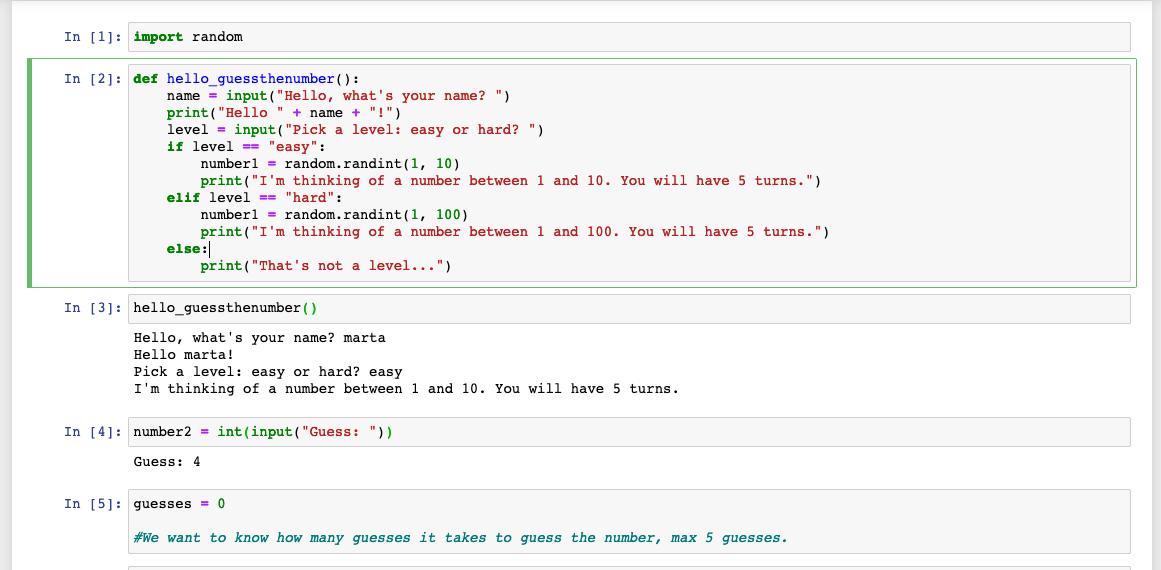 In [1]: import random
In [2]: def hello_guessthenumber():
    name = input("Hello, what's your name? ")
    print("Hello " + name + "!")
    level = input("Pick a level: easy or hard? ")
    if level == "easy":
        number1 = random.randint(1, 10)
        print("I'm thinking of a number between 1 and 10. You will have 5 turns.")
    elif level == "hard":
        number1 = random.randint(1, 100)
        print("I'm thinking of a number between 1 and 100. You will have 5 turns.")
    else:
        print("That's not a level...")
In [3]: hello_guessthenumber()
Hello, what's your name? marta
Hello marta!
Pick a level: easy or hard? easy
I'm thinking of a number between 1 and 10. You will have 5 turns.
In [4]: number2 = int(input("Guess: "))
Guess: 4
In [5]: guesses = 0
#We want to know how many guesses it takes to guess the number, max 5 guesses.